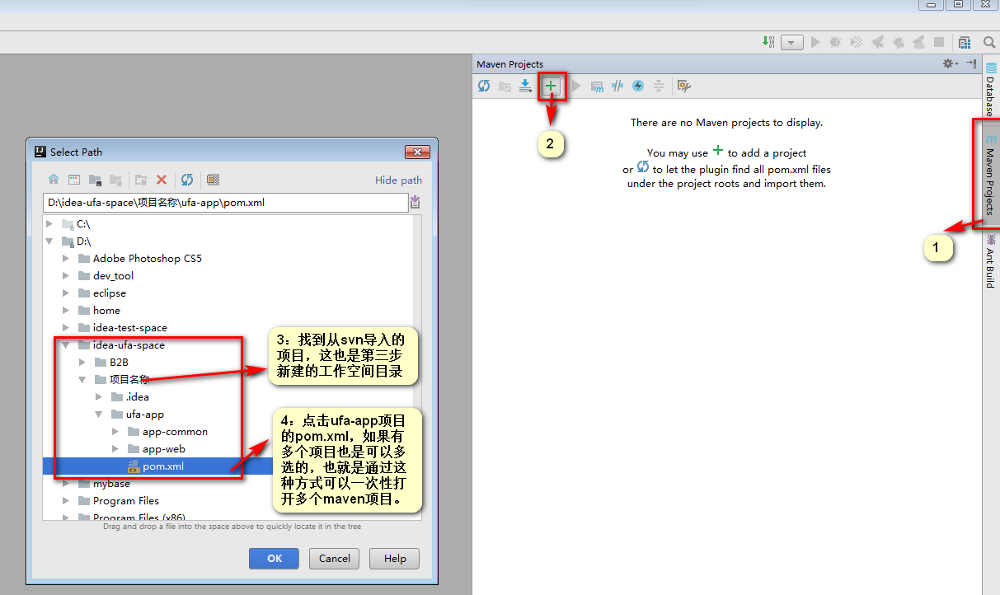 Maven Projects
2
There are no Maven projects to display.
You may use + to add a project
or to let the plugin find all pom.xml files
under the project roots and import them.
Database
Maven Projects
1
Ant Build
Select Path
Hide path
D:\idea-ufa-space\项目名称\ufa-app\pom.xml
C:\
D:\
Adobe Photoshop CS5
dev_tool
eclipse
home
idea-test-space
idea-ufa-space
B2B
项目名称
.idea
ufa-app
app-common
app-web
pom.xml
mybase
Program Files
Program Files (x86)
3：找到从svn导入的
项目，这也是第三步
新建的工作空间目录
4：点击ufa-app项目
的pom.xml，如果有
多个项目也是可以多
选的，也就是通过这
种方式可以一次性打
开多个maven项目。
Drag and drop a file into the space above to quickly locate it in the tree
OK
Cancel
Help